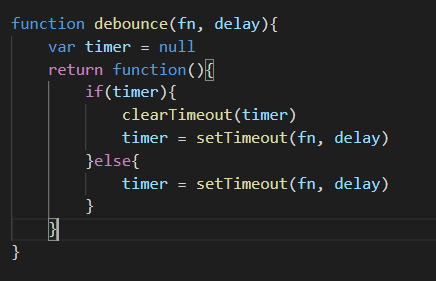 function debounce(fn, delay){
    var timer = null
    return function(){
        if(timer){
            clearTimeout(timer)
            timer = setTimeout(fn, delay)
        }else{
            timer = setTimeout(fn, delay)
        }
    }
}